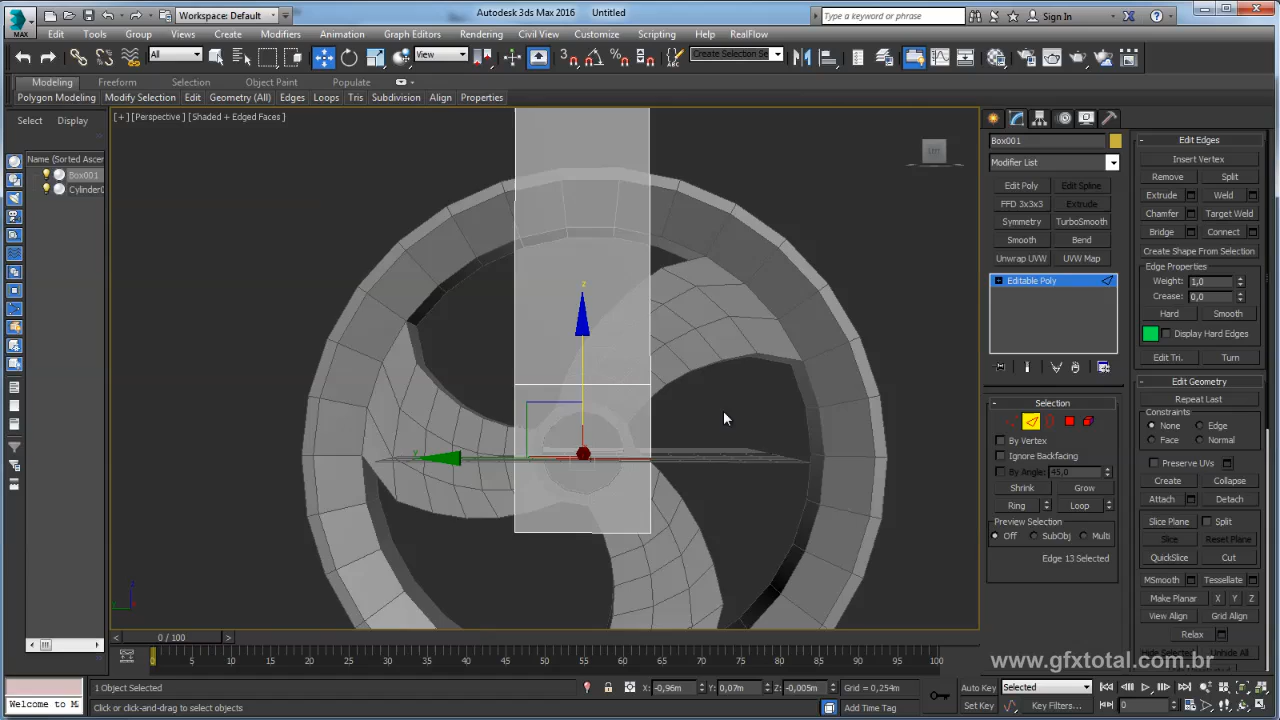 MAX
Workspace: Default
Autodesk 3ds Max 2016    Untitled
Type a keyword or phrase
Sign In
Edit  Tools  Group  Views  Create  Modifiers  Animation  Graph Editors  Rendering  Civil View  Customize  Scripting  Help  RealFlow
All
View
Create Selection Se
Modeling  Freeform  Selection  Object Paint  Populate
Polygon Modeling  Modify Selection  Edit  Geometry (All)  Edges  Loops  Tris  Subdivision  Align  Properties
Select  Display
Name (Sorted Ascen
Box001
Cylinder0
[+] [Perspective] [Shaded + Edged Faces]
z
y
Box001
Modifier List
Edit Poly  Edit Spline
FFD 3x3x3  Extrude
Symmetry  TurboSmooth
Smooth  Bend
Unwrap UVW  UVW Map
Editable Poly
Selection
By Vertex
Ignore Backfacing
By Angle: 45,0
Shrink  Grow
Ring  Loop
Preview Selection
Off  SubObj  Multi
Edge 13 Selected
Edit Edges
Insert Vertex
Remove  Split
Extrude  Weld
Chamfer  Target Weld
Bridge  Connect
Create Shape From Selection
Edge Properties
Weight: 1,0
Crease: 0,0
Hard  Smooth
Display Hard Edges
Edit Tri.  Turn
Edit Geometry
Repeat Last
Constraints
None  Edge
Face  Normal
Preserve UVs
Create  Collapse
Attach  Detach
Slice Plane  Split
Slice  Reset Plane
QuickSlice  Cut
MSmooth  Tessellate
Make Planar  X  Y  Z
View Align  Grid Align
Relax
Hide Selected  Unhide All
www.gfxtotal.com.br
0 / 100
0  5  10  15  20  25  30  35  40  45  50  55  60  65  70  75  80  85  90  95  100
1 Object Selected
X: -0,96m  Y: 0,07m  Z: -0,005m  Grid = 0,254m
Auto Key  Selected
Welcome to M
Click or click-and-drag to select objects
Add Time Tag
Set Key  Key Filters...
0